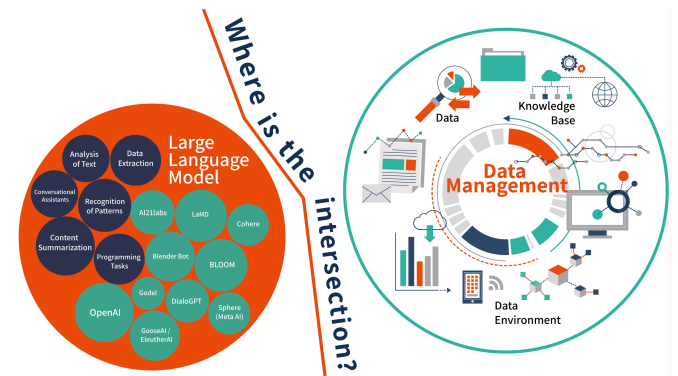 Where is the intersection?
Large
Language
Model
Analysis
of Text
Data
Extraction
Conversational
Assistants
Recognition
of Patterns
AI21labs
LaMD
Cohere
Content
Summarization
Programming
Tasks
Blender Bot
BLOOM
Godel
DialoGPT
Sphere
(Meta AI)
OpenAI
GooseAI /
EleutherAI
Data
Knowledge
Base
Data
Management
Data
Environment